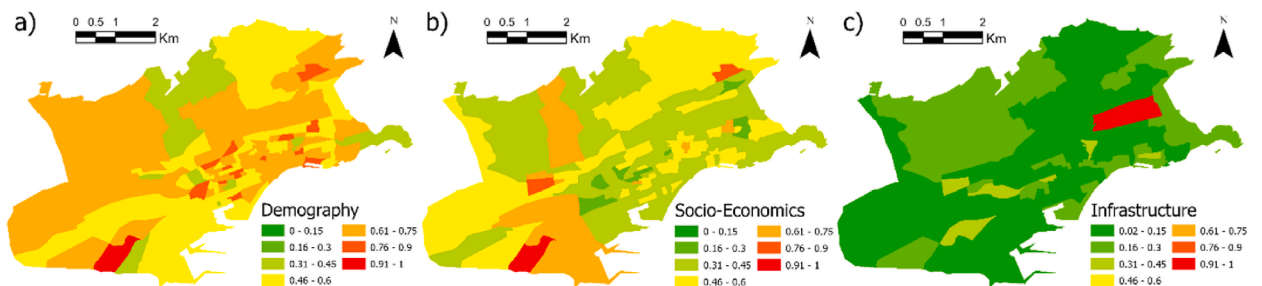 a)
0 0.5 1 2
Km
N
Demography
0 - 0.15
0.16 - 0.3
0.31 - 0.45
0.46 - 0.6
0.61 - 0.75
0.76 - 0.9
0.91 - 1
b)
0 0.5 1 2
Km
N
Socio-Economics
0 - 0.15
0.16 - 0.3
0.31 - 0.45
0.46 - 0.6
0.61 - 0.75
0.76 - 0.9
0.91 - 1
c)
0 0.5 1 2
Km
N
Infrastructure
0.02 - 0.15
0.16 - 0.3
0.31 - 0.45
0.46 - 0.6
0.61 - 0.75
0.76 - 0.9
0.91 - 1